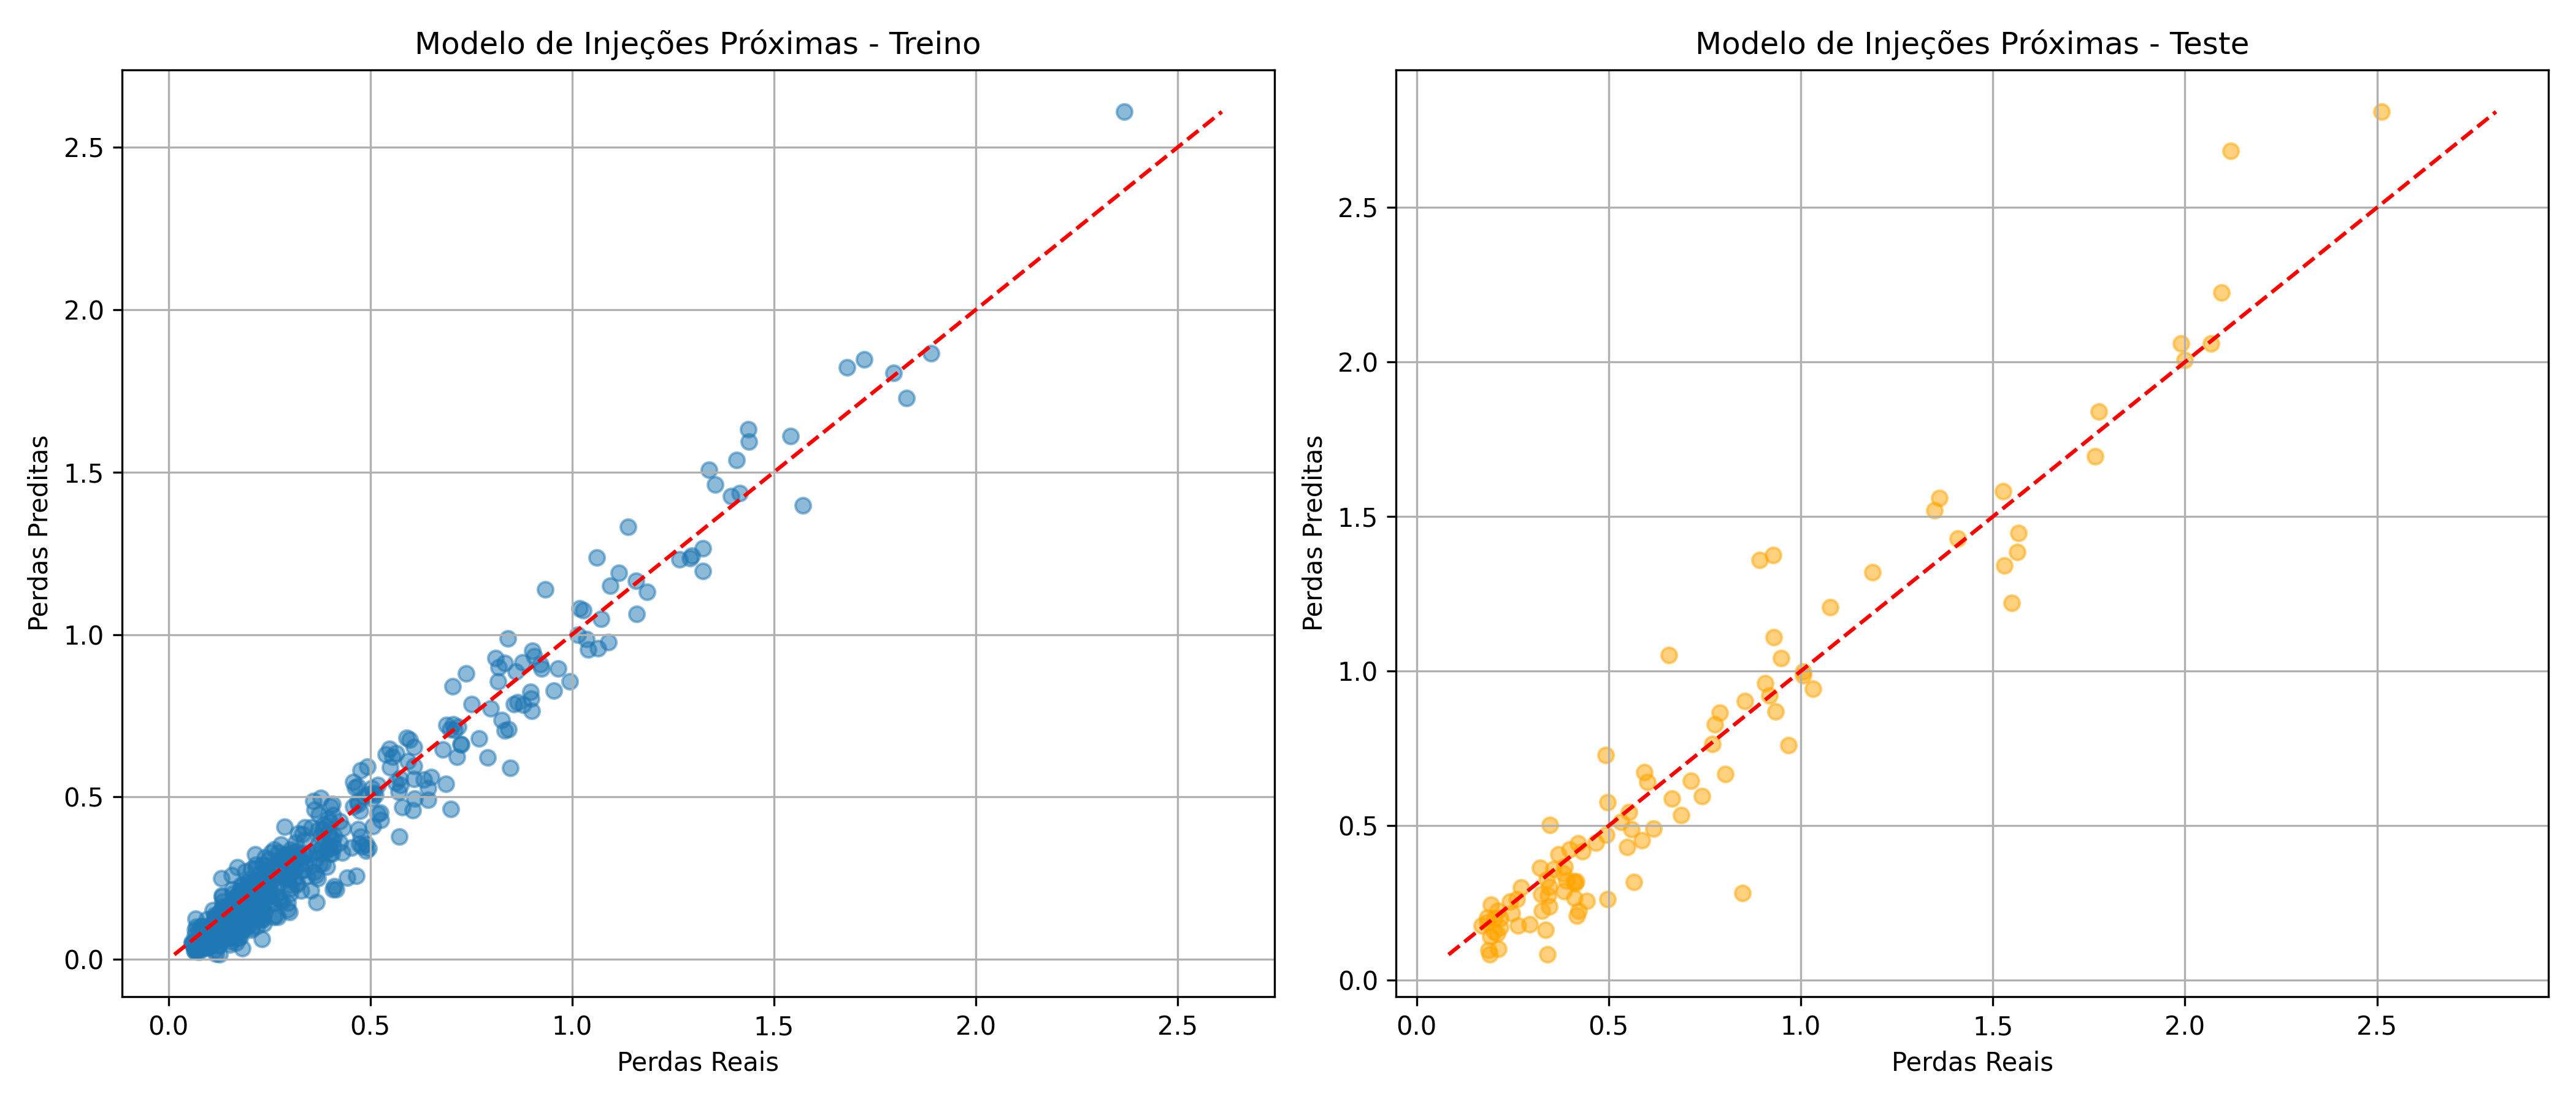 Modelo de Injeções Próximas - Treino
Perdas Preditas
2.5
2.0
1.5
1.0
0.5
0.0
0.0 0.5 1.0 1.5 2.0 2.5
Perdas Reais
Modelo de Injeções Próximas - Teste
Perdas Preditas
2.5
2.0
1.5
1.0
0.5
0.0
0.0 0.5 1.0 1.5 2.0 2.5
Perdas Reais